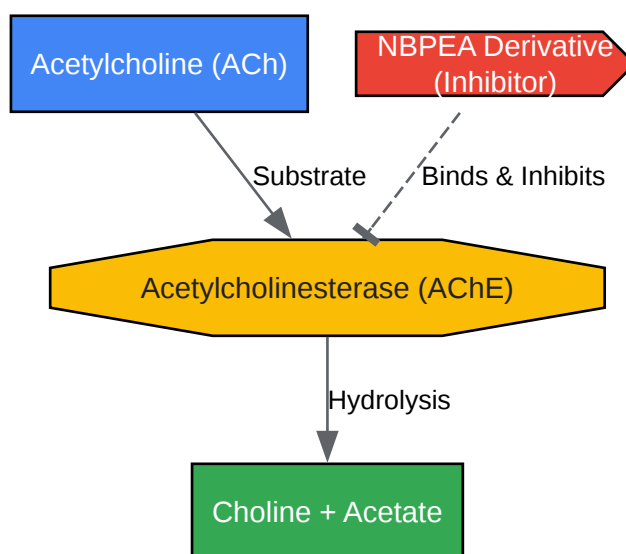 Acetylcholine (ACh)
NBPEA Derivative
(Inhibitor)
Substrate
Binds & Inhibits
Acetylcholinesterase (AChE)
Hydrolysis
Choline + Acetate